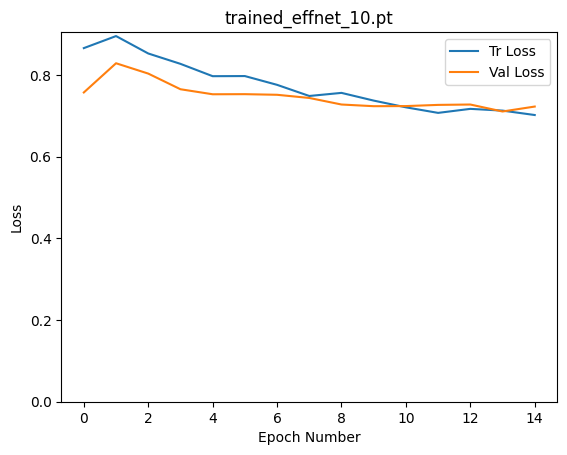 trained_effnet_10.pt
Tr Loss
Val Loss
0.8
0.6
0.4
0.2
0.0
Loss
0 2 4 6 8 10 12 14
Epoch Number